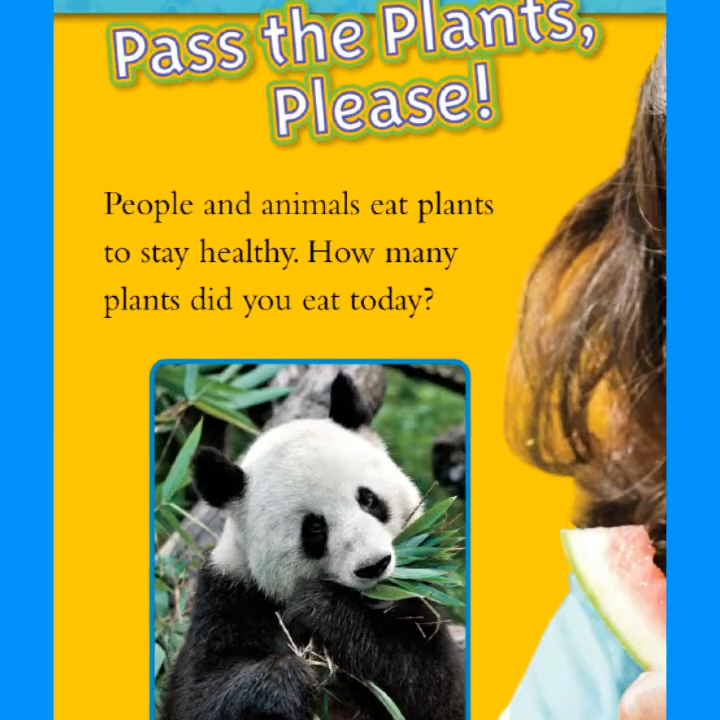 Pass the Plants,
Please!
People and animals eat plants
to stay healthy. How many
plants did you eat today?